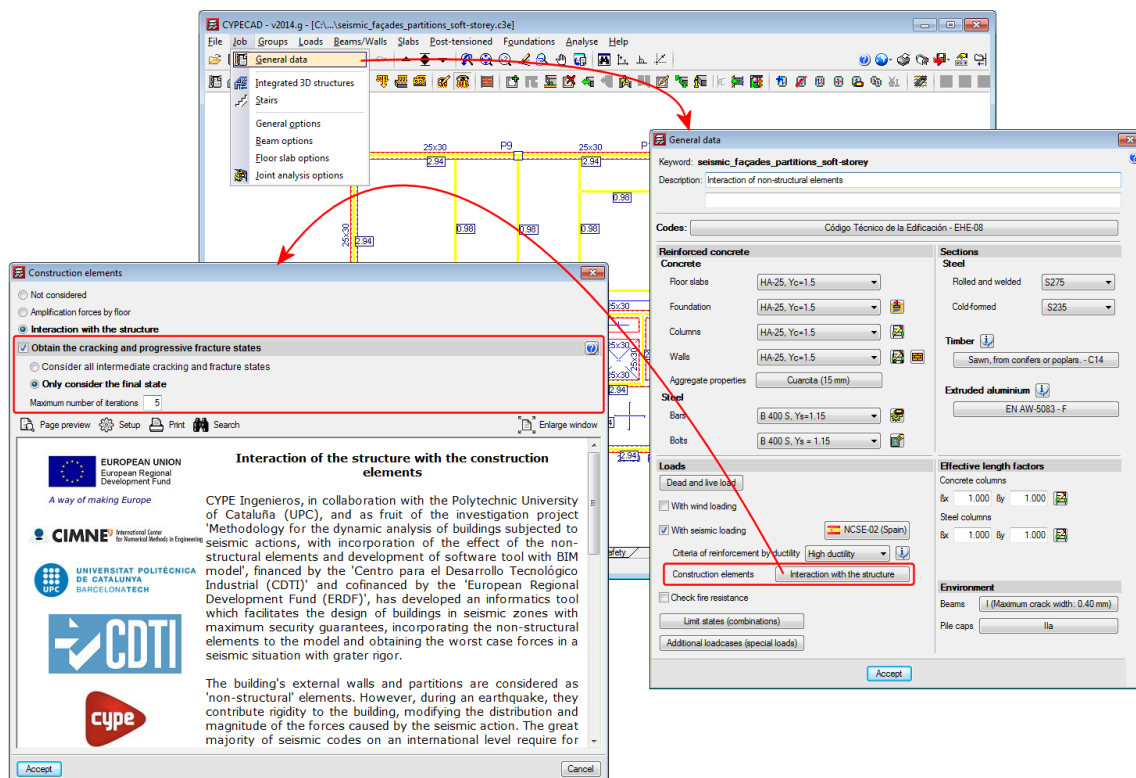 CYPECAD - v2014.g - [C:\...\seismic_façades_partitions_soft-storey.c3e]
File Job Groups Loads Beams/Walls Slabs Post-tensioned Foundations Analyse Help
General data
Integrated 3D structures
Stairs
General options
Beam options
Floor slab options
Joint analysis options
25x30 P9 25x30
2.94 2.94
0.98
0.98 0.98 0.98
25x30
2.94
General data
Keyword: seismic_façades_partitions_soft-storey
Description: Interaction of non-structural elements
Codes: Código Técnico de la Edificación - EHE-08
Reinforced concrete
Concrete
Floor slabs HA-25, Yc=1.5
Foundation HA-25, Yc=1.5
Columns HA-25, Yc=1.5
Walls HA-25, Yc=1.5
Aggregate properties Cuarcita (15 mm)
Steel
Bars B 400 S, Ys=1.15
Bolts B 400 S, Ys = 1.15
Sections
Steel
Rolled and welded S275
Cold-formed S235
Timber
Sawn, from conifers or poplars. - C14
Extruded aluminium
EN AW-5083 - F
Loads
Dead and live load
With wind loading
With seismic loading NCSE-02 (Spain)
Criteria of reinforcement by ductility High ductility
Construction elements Interaction with the structure
Check fire resistance
Limit states (combinations)
Additional loadcases (special loads)
Effective length factors
Concrete columns
ßx 1.000 ßy 1.000
Steel columns
ßx 1.000 ßy 1.000
Environment
Beams I (Maximum crack width: 0.40 mm)
Pile caps IIa
Accept
Construction elements
Not considered
Amplification forces by floor
Interaction with the structure
Obtain the cracking and progressive fracture states
Consider all intermediate cracking and fracture states
Only consider the final state
Maximum number of iterations 5
Page preview Setup Print Search Enlarge window
EUROPEAN UNION
European Regional
Development Fund
A way of making Europe
CIMNE International Center
for Numerical Methods in Engineering
UNIVERSITAT POLITÈCNICA
DE CATALUNYA
BARCELONATECH
UPC
CDTI
cype
Interaction of the structure with the construction
elements
CYPE Ingenieros, in collaboration with the Polytechnic University
of Cataluña (UPC), and as fruit of the investigation project
'Methodology for the dynamic analysis of buildings subjected to
seismic actions, with incorporation of the effect of the non-
structural elements and development of software tool with BIM
model', financed by the 'Centro para el Desarrollo Tecnológico
Industrial (CDTI)' and cofinanced by the 'European Regional
Development Fund (ERDF)', has developed an informatics tool
which facilitates the design of buildings in seismic zones with
maximum security guarantees, incorporating the non-structural
elements to the model and obtaining the worst case forces in a
seismic situation with grater rigor.
The building's external walls and partitions are considered as
'non-structural' elements. However, during an earthquake, they
contribute rigidity to the building, modifying the distribution and
magnitude of the forces caused by the seismic action. The great
majority of seismic codes on an international level require for
Accept Cancel
25x30
25x30
25x30
2.94
2.94